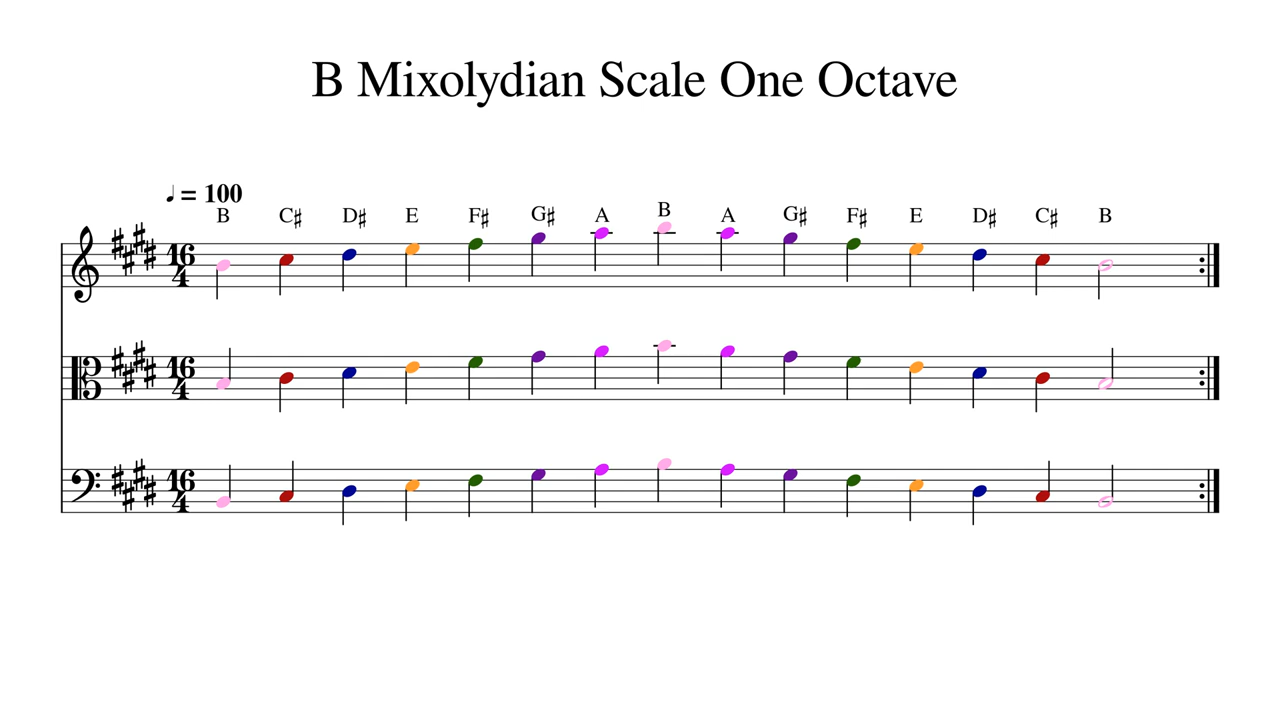 B Mixolydian Scale One Octave
♩ = 100
B C♯ D♯ E F♯ G♯ A B A G♯ F♯ E D♯ C♯ B
16
4
16
4
16
4